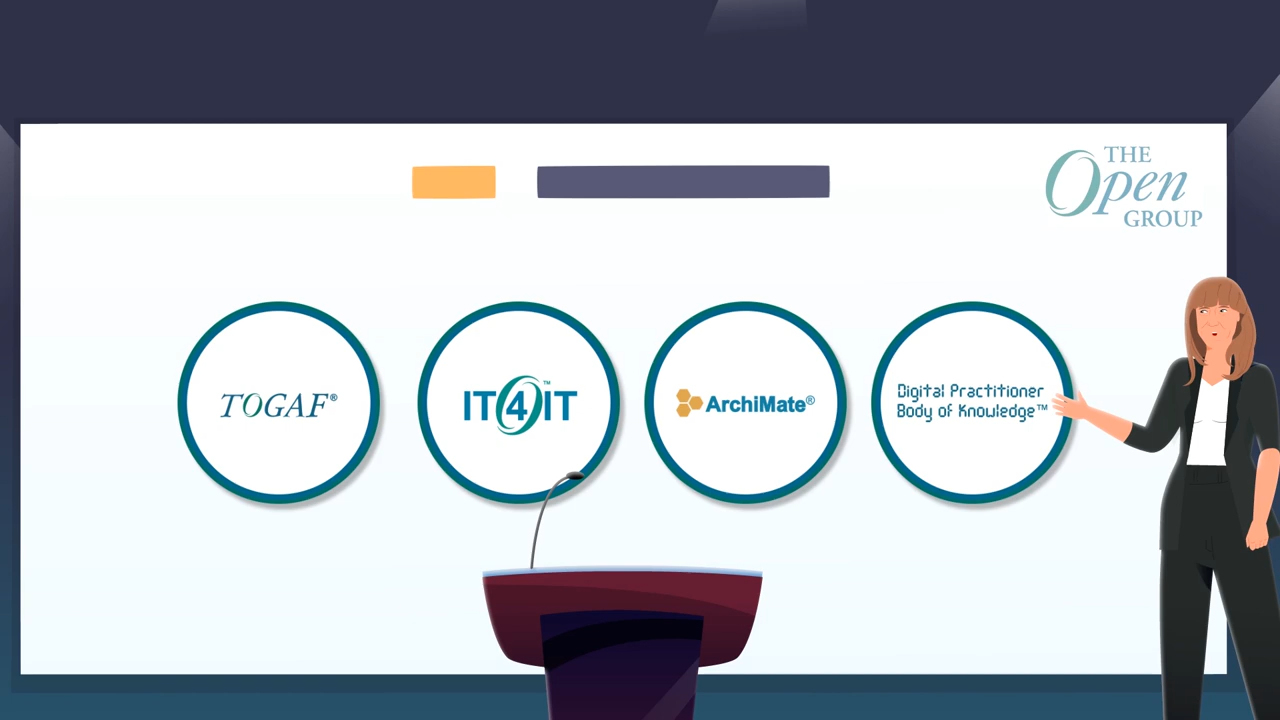 THE
Open
GROUP
TOGAF®
IT4IT™
ArchiMate®
Digital Practitioner
Body of Knowledge™